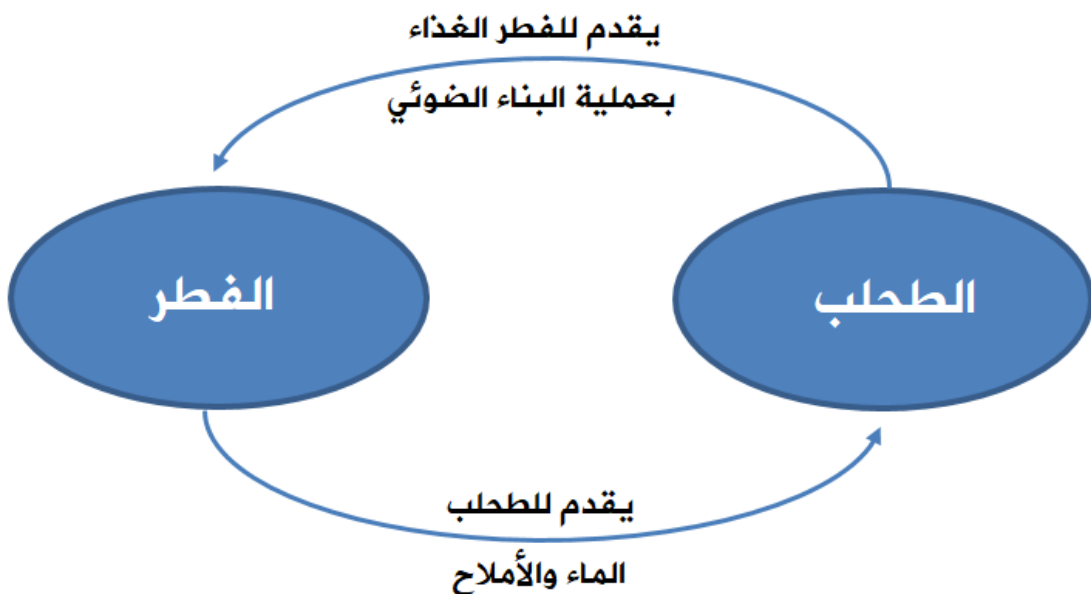 يقدم للفطر الغذاء
بعملية البناء الضوئي
الطحلب
الفطر
يقدم للطحلب
الماء والأملاح